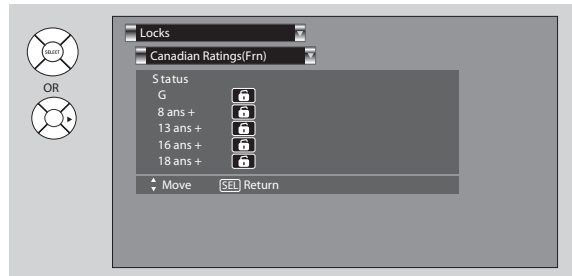 SELECT
OR
Locks
Canadian Ratings(Frn)
Status
G
8 ans +
13 ans +
16 ans +
18 ans +
Move SEL Return